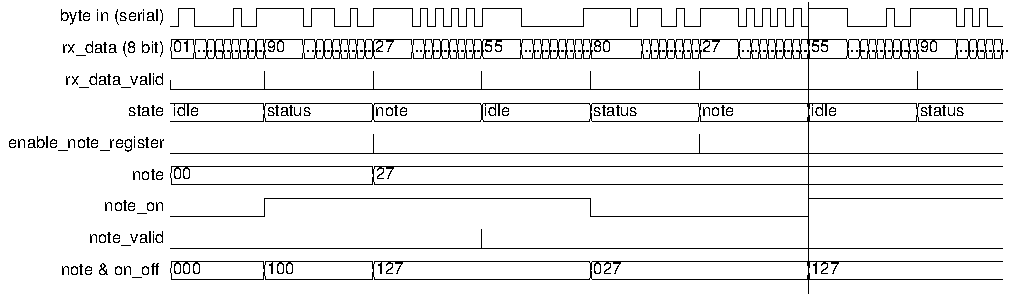 byte in (serial)
rx_data (8 bit) 01 ... 90 ... 27 ... 55 ... 80 ... 27 ... 55 ... 90 ...
rx_data_valid
state idle status note idle status note idle status
enable_note_register
note 00 27
note_on
note_valid
note & on_off 000 100 127 027 127